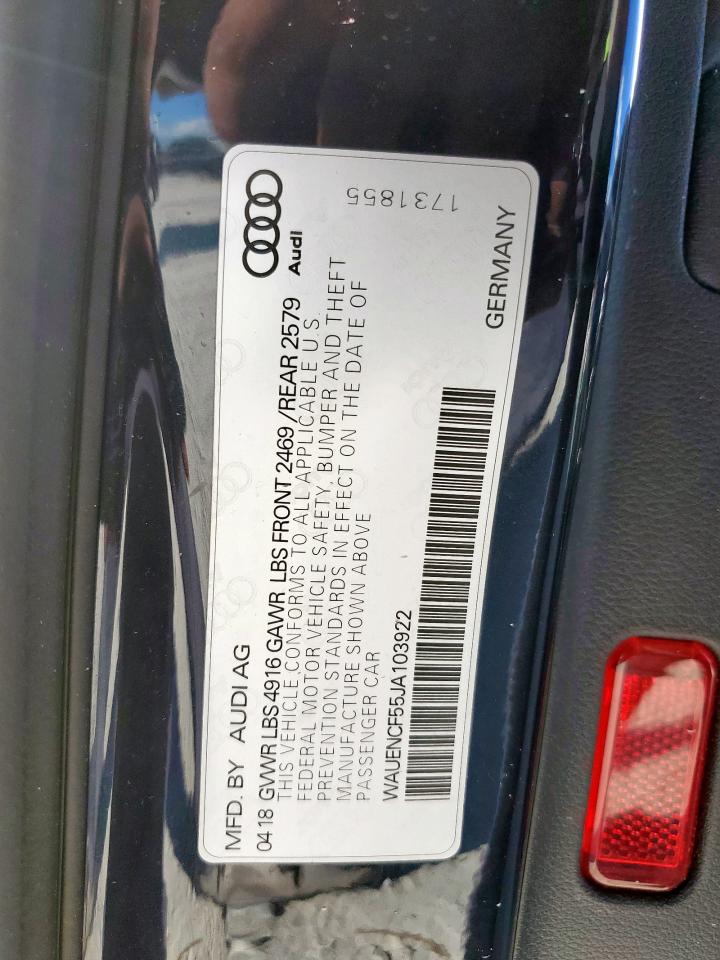 MFD. BY AUDI AG
Audi
0418 GVWR LBS 4916 GAWR LBS FRONT 2469 /REAR 2579
THIS VEHICLE CONFORMS TO ALL APPLICABLE U.S.
FEDERAL MOTOR VEHICLE SAFETY, BUMPER AND THEFT
PREVENTION STANDARDS IN EFFECT ON THE DATE OF
MANUFACTURE SHOWN ABOVE
PASSENGER CAR
1731855
WAUENCF55JA103922
GERMANY